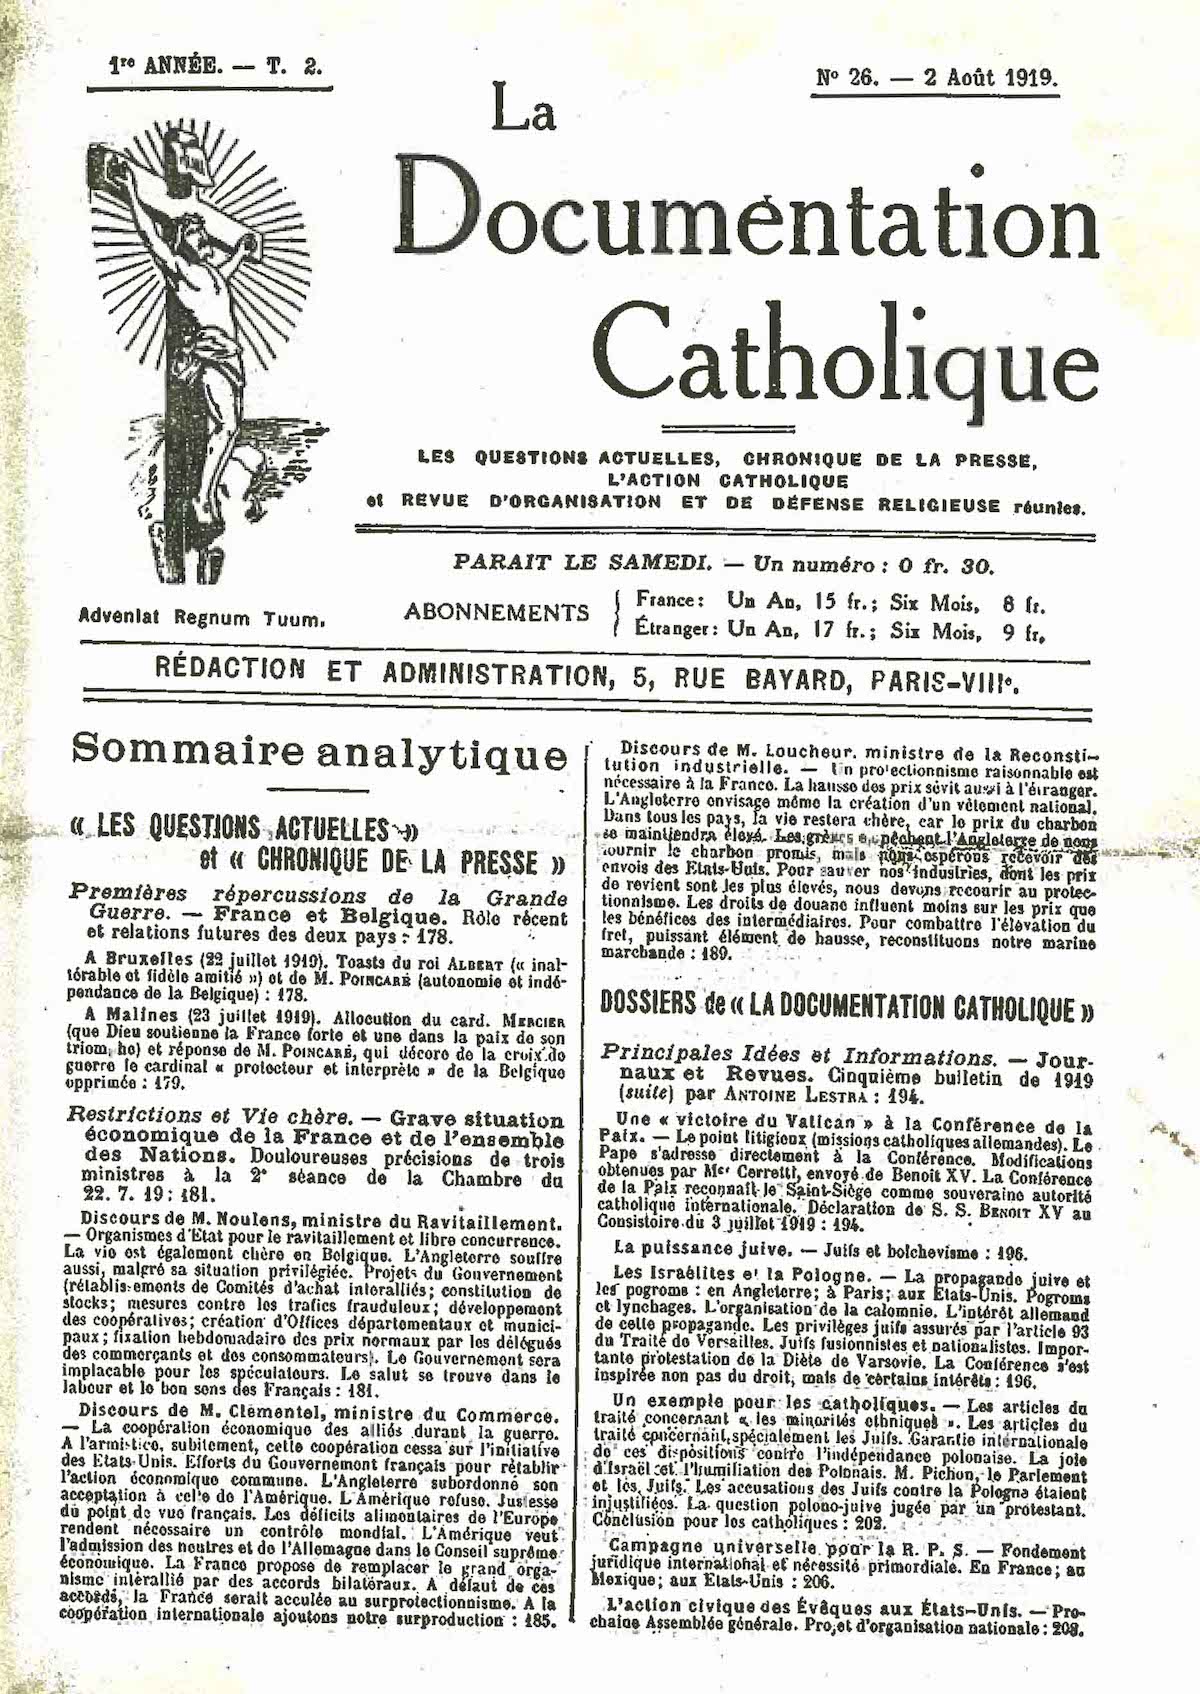 1re ANNÉE. — T. 2.
No 26. — 2 Août 1919.
La
Documentation
Catholique
LES QUESTIONS ACTUELLES, CHRONIQUE DE LA PRESSE,
L'ACTION CATHOLIQUE
et REVUE D'ORGANISATION ET DE DÉFENSE RELIGIEUSE réunies.
PARAIT LE SAMEDI. — Un numéro : 0 fr. 30.
Adveniat Regnum Tuum.
ABONNEMENTS
France : Un An, 15 fr.; Six Mois, 8 fr.
Étranger : Un An, 17 fr.; Six Mois, 9 fr.
RÉDACTION ET ADMINISTRATION, 5, RUE BAYARD, PARIS-VIIIe.
Sommaire analytique
« LES QUESTIONS ACTUELLES »
et « CHRONIQUE DE LA PRESSE »
Premières répercussions de la Grande
Guerre. — France et Belgique. Rôle récent
et relations futures des deux pays : 178.
A Bruxelles (22 juillet 1919). Toasts du roi ALBERT (« inal-
térable et fidèle amitié ») et de M. POINCARÉ (autonomie et indé-
pendance de la Belgique) : 178.
A Malines (23 juillet 1919). Allocution du card. MERCIER
(que Dieu soutienne la France forte et une dans la paix de son
triomphe) et réponse de M. POINCARÉ, qui décore de la croix de
guerre le cardinal « protecteur et interprète » de la Belgique
opprimée : 179.
Restrictions et Vie chère. — Grave situation
économique de la France et de l'ensemble
des Nations. Douloureuses précisions de trois
ministres à la 2e séance de la Chambre du
22. 7. 19 : 181.
Discours de M. Noulens, ministre du Ravitaillement.
— Organismes d'Etat pour le ravitaillement et libre concurrence.
La vie est également chère en Belgique. L'Angleterre souffre
aussi, malgré sa situation privilégiée. Projets du Gouvernement
(rétablissements de Comités d'achat interalliés; constitution de
stocks; mesures contre les trafics frauduleux; développement
des coopératives; création d'Offices départementaux et munici-
paux; fixation hebdomadaire des prix normaux par les délégués
des commerçants et des consommateurs). Le Gouvernement sera
implacable pour les spéculateurs. Le salut se trouve dans le
labeur et le bon sens des Français : 181.
Discours de M. Clémentel, ministre du Commerce.
— La coopération économique des alliés durant la guerre.
A l'armistice, subitement, cette coopération cessa sur l'initiative
des Etats-Unis. Efforts du Gouvernement français pour rétablir
l'action économique commune. L'Angleterre subordonne son
acceptation à celle de l'Amérique. L'Amérique refuse. Justesse
du point de vue français. Les déficits alimentaires de l'Europe
rendent nécessaire un contrôle mondial. L'Amérique veut
l'admission des neutres et de l'Allemagne dans le Conseil suprême
économique. La France propose de remplacer le grand orga-
nisme interallié par des accords bilatéraux. A défaut de ces
accords, la France serait acculée au surprotectionnisme. A la
coopération internationale ajoutons notre surproduction : 185.
Discours de M. Loucheur, ministre de la Reconsti-
tution industrielle. — Un protectionnisme raisonnable est
nécessaire à la France. La hausse des prix sévit aussi à l'étranger.
L'Angleterre envisage même la création d'un vêtement national.
Dans tous les pays, la vie restera chère, car le prix du charbon
se maintiendra élevé. Les grèves empêchent l'Angleterre de nous
fournir le charbon promis, mais nous espérons recevoir des
envois des Etats-Unis. Pour sauver nos industries, dont les prix
de revient sont les plus élevés, nous devons recourir au protec-
tionnisme. Les droits de douane influent moins sur les prix que
les bénéfices des intermédiaires. Pour combattre l'élévation du
fret, puissant élément de hausse, reconstituons notre marine
marchande : 189.
DOSSIERS de « LA DOCUMENTATION CATHOLIQUE »
Principales Idées et Informations. — Jour-
naux et Revues. Cinquième bulletin de 1919
(suite) par ANTOINE LESTRA : 194.
Une « victoire du Vatican » à la Conférence de la
Paix. — Le point litigieux (missions catholiques allemandes). Le
Pape s'adresse directement à la Conférence. Modifications
obtenues par Mgr Cerretti, envoyé de Benoit XV. La Conférence
de la Paix reconnaît le Saint-Siège comme souveraine autorité
catholique internationale. Déclaration de S. S. BENOIT XV au
Consistoire du 3 juillet 1919 : 194.
La puissance juive. — Juifs et bolchevisme : 196.
Les Israélites et la Pologne. — La propagande juive et
les pogroms : en Angleterre; à Paris; aux Etats-Unis. Pogroms
et lynchages. L'organisation de la calomnie. L'intérêt allemand
de cette propagande. Les privilèges juifs assurés par l'article 93
du Traité de Versailles. Juifs fusionnistes et nationalistes. Impor-
tante protestation de la Diète de Varsovie. La Conférence s'est
inspirée non pas du droit, mais de certains intérêts : 196.
Un exemple pour les catholiques. — Les articles du
traité concernant « les minorités ethniques ». Les articles du
traité concernant spécialement les Juifs. Garantie internationale
de ces dispositions contre l'indépendance polonaise. La joie
d'Israël et l'humiliation des Polonais. M. Pichon, le Parlement
et les Juifs. Les accusations des Juifs contre la Pologne étaient
injustifiées. La question polono-juive jugée par un protestant.
Conclusion pour les catholiques : 202.
Campagne universelle pour la R. P. S. — Fondement
juridique international et nécessité primordiale. En France; au
Mexique; aux Etats-Unis : 206.
L'action civique des Évêques aux États-Unis. — Pro-
chaine Assemblée générale. Projet d'organisation nationale : 208.